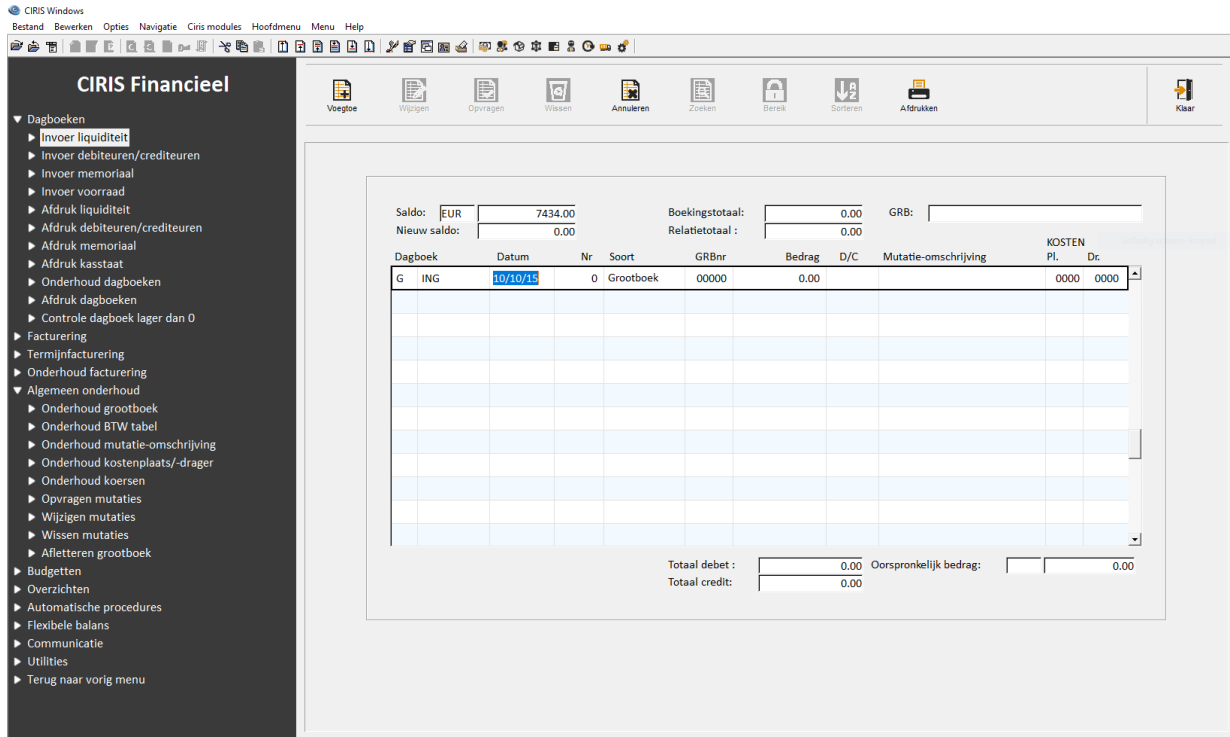 CIRIS Windows
Bestand Bewerken Opties Navigatie Ciris modules Hoofdmenu Menu Help
CIRIS Financieel
Dagboeken
Invoer liquiditeit
Invoer debiteuren/crediteuren
Invoer memoriaal
Invoer voorraad
Afdruk liquiditeit
Afdruk debiteuren/crediteuren
Afdruk memoriaal
Afdruk kasstaat
Onderhoud dagboeken
Afdruk dagboeken
Controle dagboek lager dan 0
Facturering
Termijnfacturering
Onderhoud facturering
Algemeen onderhoud
Onderhoud grootboek
Onderhoud BTW tabel
Onderhoud mutatie-omschrijving
Onderhoud kostenplaats/-drager
Onderhoud koersen
Opvragen mutaties
Wijzigen mutaties
Wissen mutaties
Afletteren grootboek
Budgetten
Overzichten
Automatische procedures
Flexibele balans
Communicatie
Utilities
Terug naar vorig menu
Voegtoe Wijzigen Opvragen Wissen Annuleren Zoeken Bereik Sorteren Afdrukken Klaar
Saldo: EUR 7434.00 Boekingstotaal: 0.00 GRB:
Nieuw saldo: 0.00 Relatietotaal : 0.00
KOSTEN
Dagboek Datum Nr Soort GRBnr Bedrag D/C Mutatie-omschrijving Pl. Dr.
G ING 10/10/15 0 Grootboek 00000 0.00 0000 0000
Totaal debet : 0.00 Oorspronkelijk bedrag: 0.00
Totaal credit: 0.00